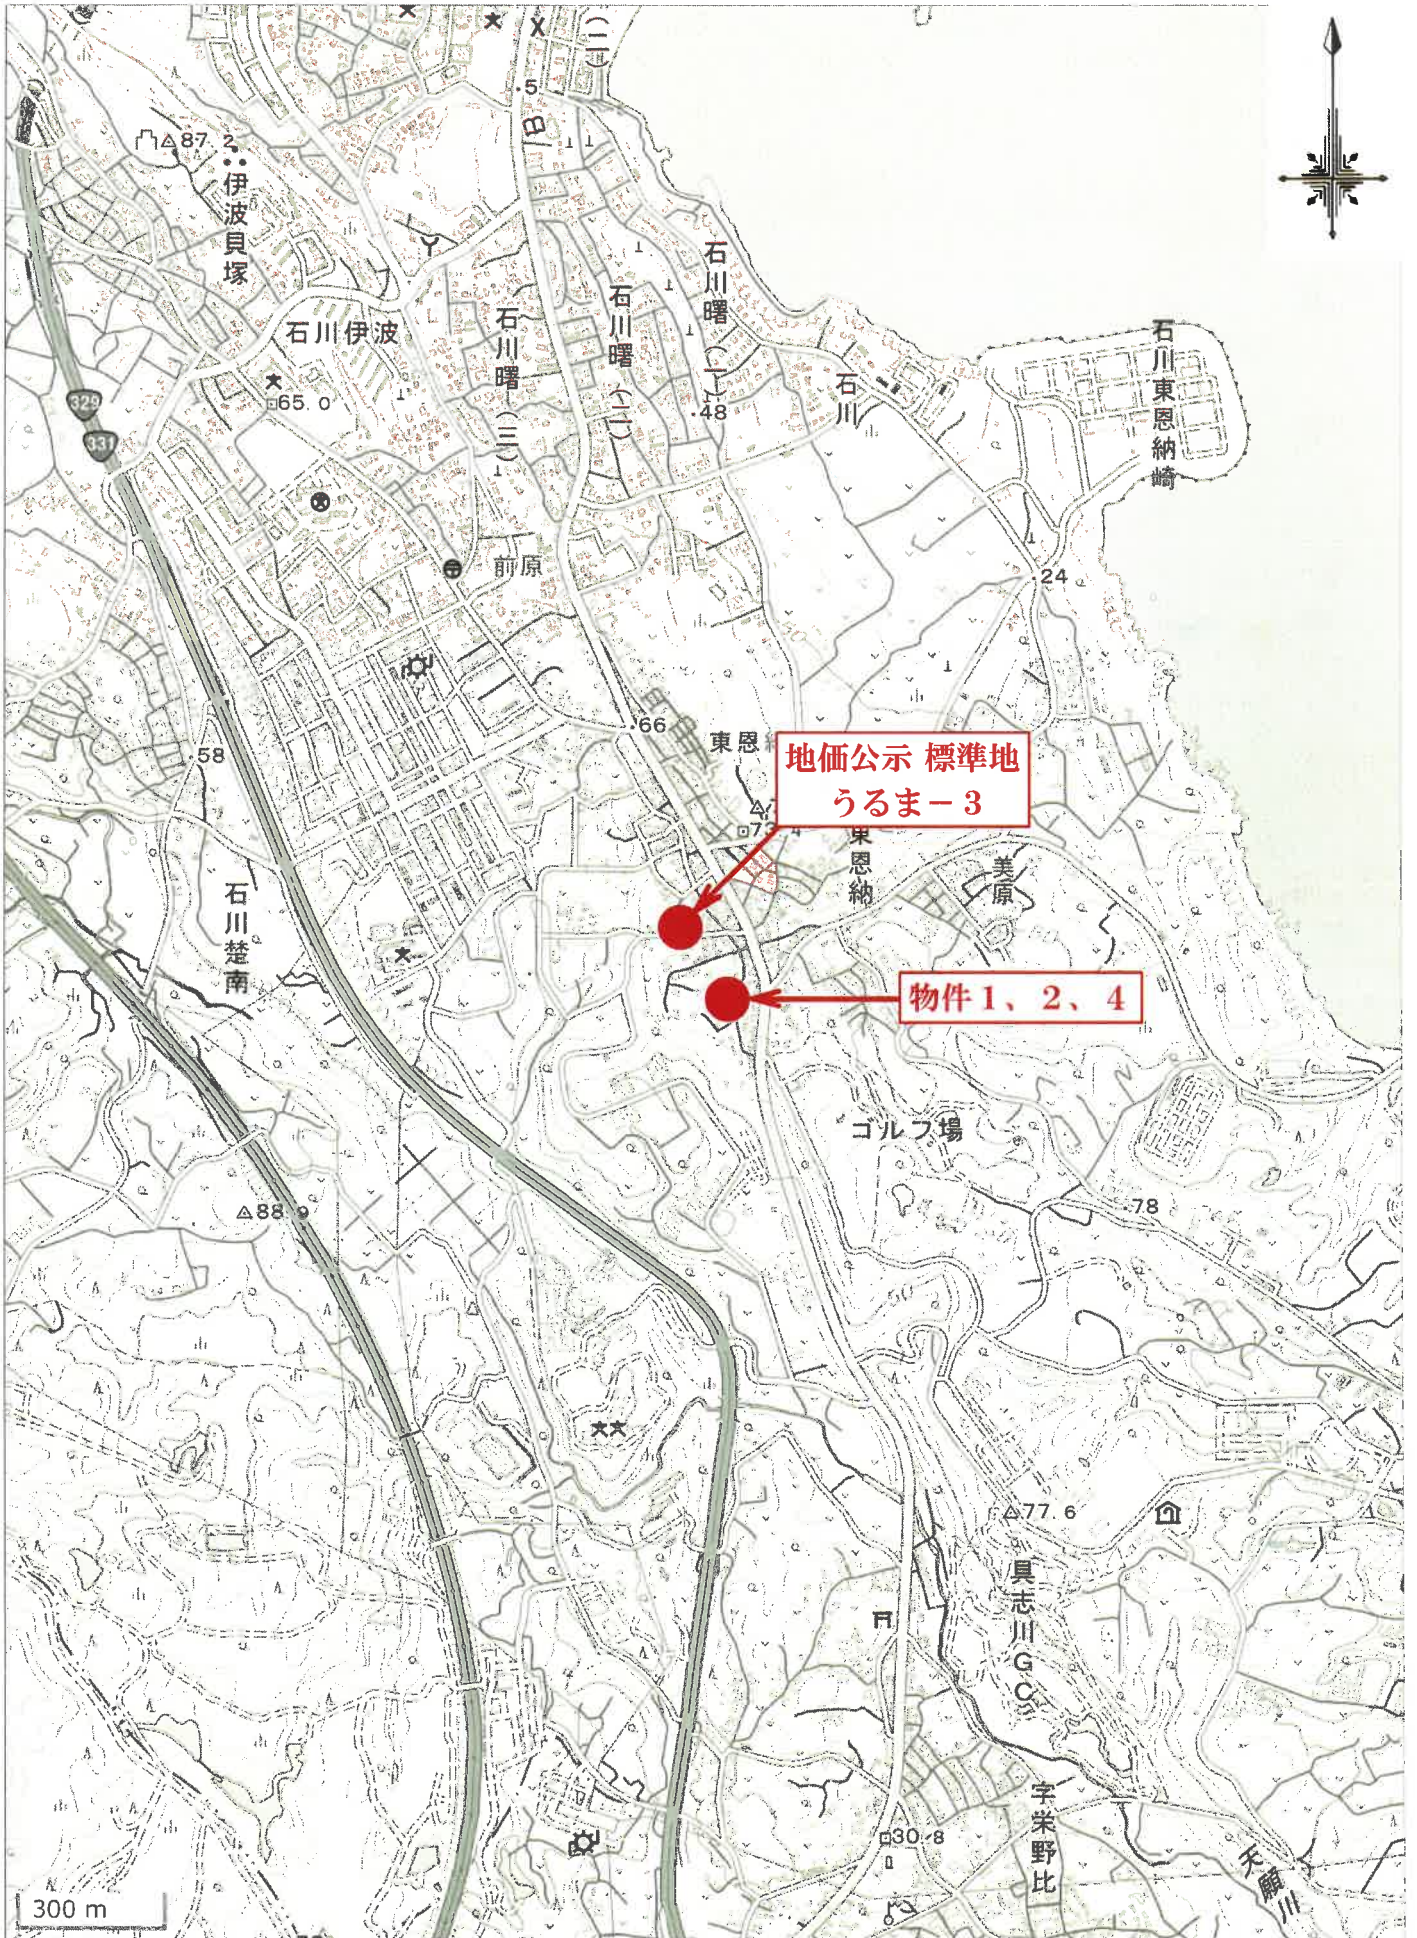 (二)
.5
87.2
伊波貝塚
石川曙(一)
石川曙(二)
石川曙(三)
石川伊波
石川東恩納崎
石川
65.0
.48
329
331
前原
.24
.66
.58
地価公示 標準地
うるま－3
東恩納
美原
石川楚南
物件1、2、4
ゴルフ場
.78
88.9
77.6
具志川GC
字栄野比
30.8
天願川
300 m